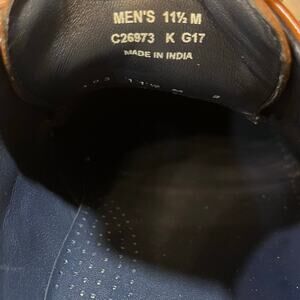 MEN'S 11½ M
C26973 K G17
MADE IN INDIA